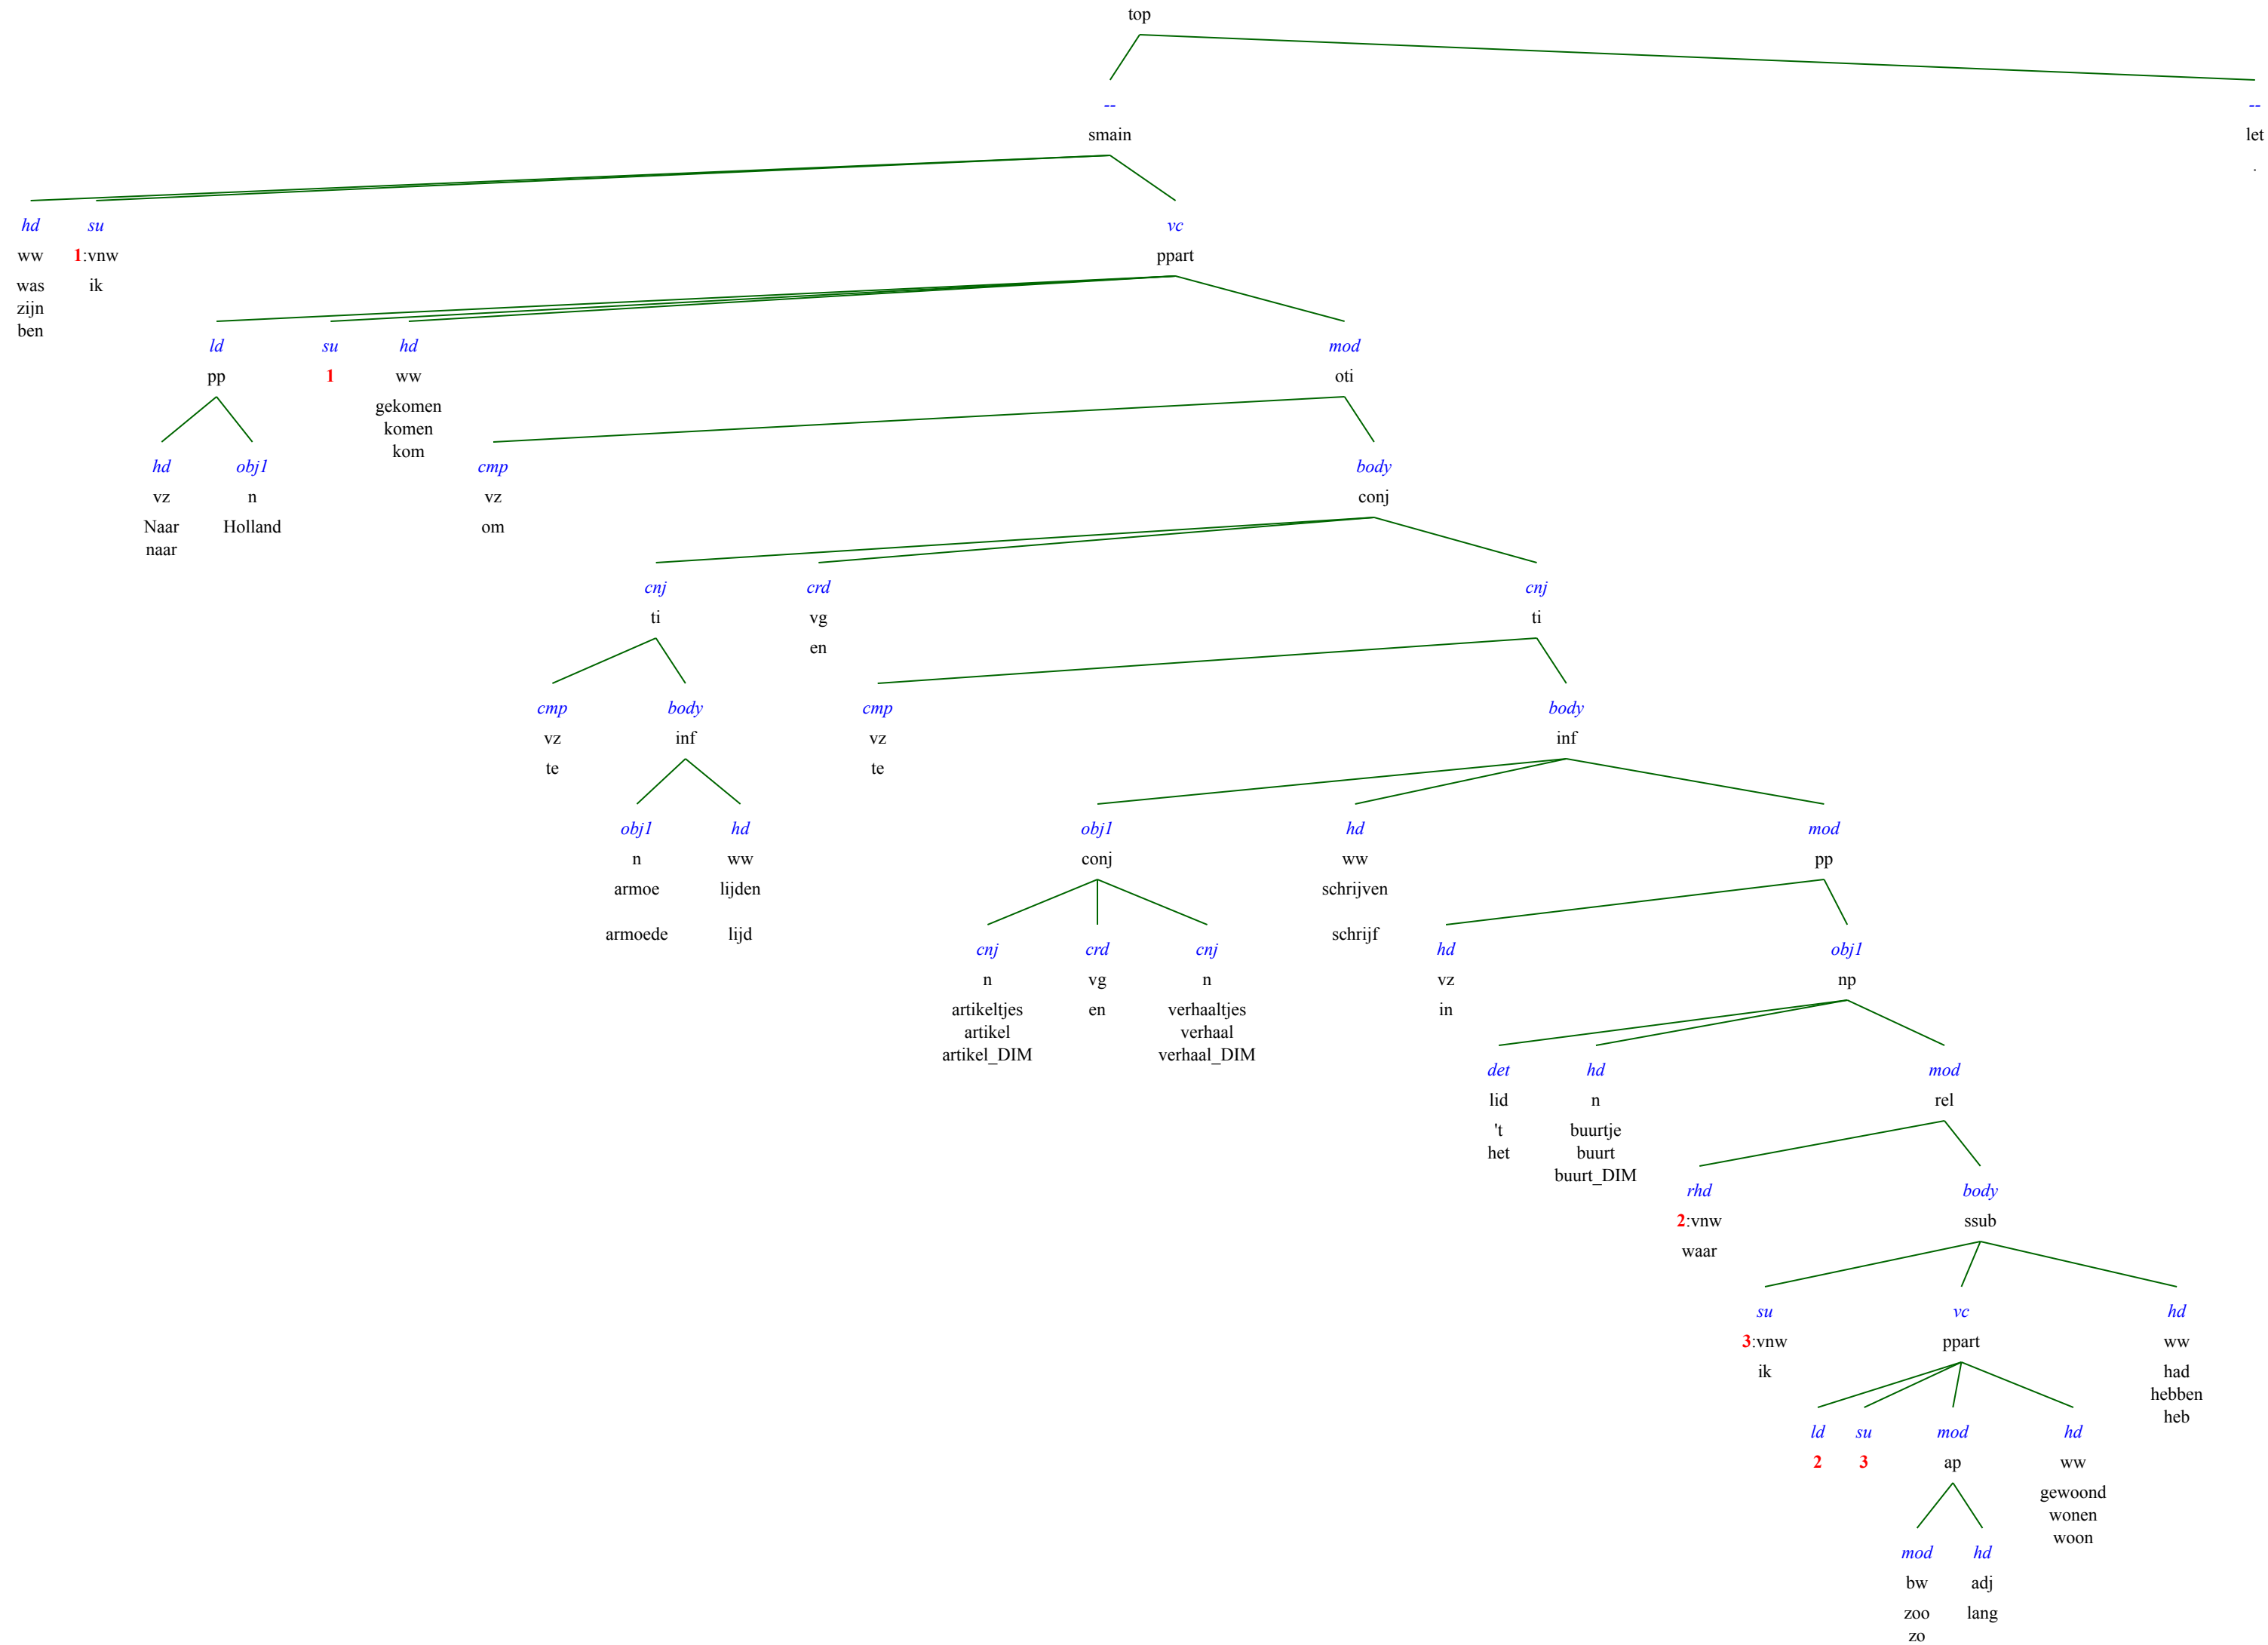 top
-- --
smain let
.
hd su vc
ww 1:vnw ppart
was ik
zijn
ben
ld su hd mod
pp 1 ww oti
gekomen
komen
kom
hd obj1 cmp body
vz n vz conj
Naar Holland om
naar
cnj crd cnj
ti vg ti
en
cmp body cmp body
vz inf vz inf
te te
obj1 hd obj1 hd mod
n ww conj ww pp
armoe lijden schrijven
armoede lijd schrijf
cnj crd cnj hd obj1
n vg n vz np
artikeltjes en verhaaltjes in
artikel verhaal
artikel_DIM verhaal_DIM
det hd mod
lid n rel
't buurtje
het buurt
buurt_DIM
rhd body
2:vnw ssub
waar
su vc hd
3:vnw ppart ww
ik had
hebben
heb
ld su mod hd
2 3 ap ww
gewoond
wonen
woon
mod hd
bw adj
zoo lang
zo